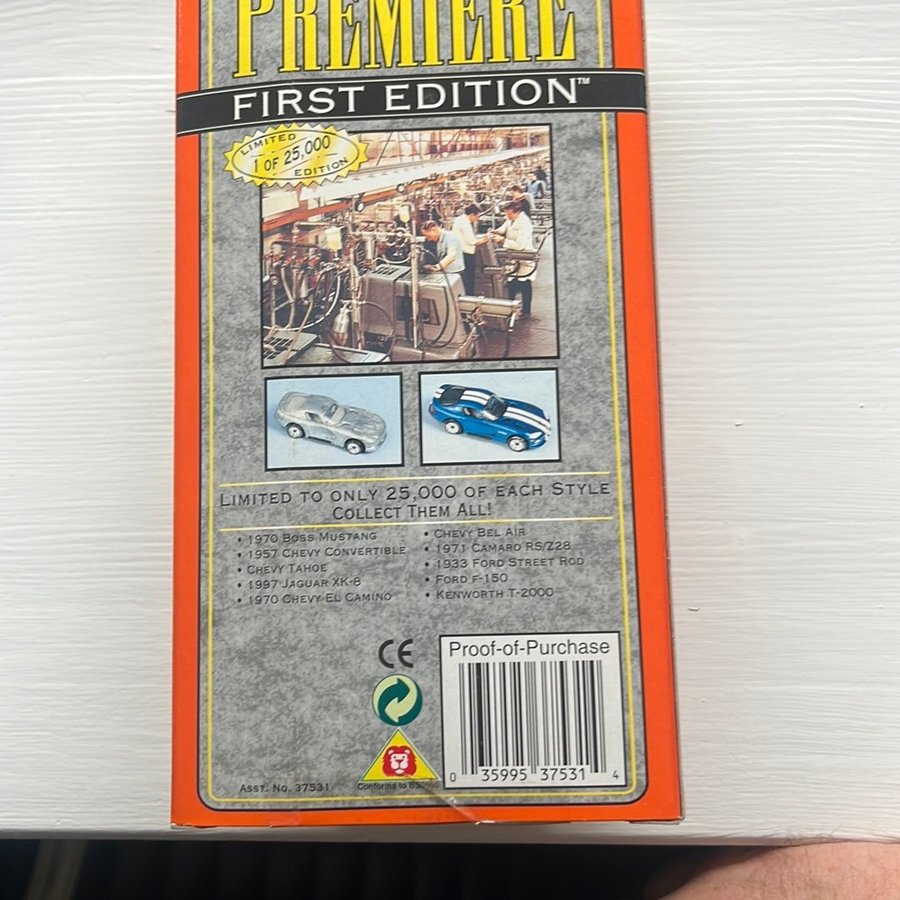 PREMIERE
FIRST EDITION™
LIMITED
1 OF 25,000
EDITION
LIMITED TO ONLY 25,000 OF EACH STYLE
COLLECT THEM ALL!
• 1970 BOSS MUSTANG
• 1957 CHEVY CONVERTIBLE
• CHEVY TAHOE
• 1997 JAGUAR XK-8
• 1970 CHEVY EL CAMINO
• CHEVY BEL AIR
• 1971 CAMARO RS/Z28
• 1933 FORD STREET ROD
• FORD F-150
• KENWORTH T-2000
CE
Proof-of-Purchase
0 35995 37531 4
ASST. NO. 37531
Conforms to